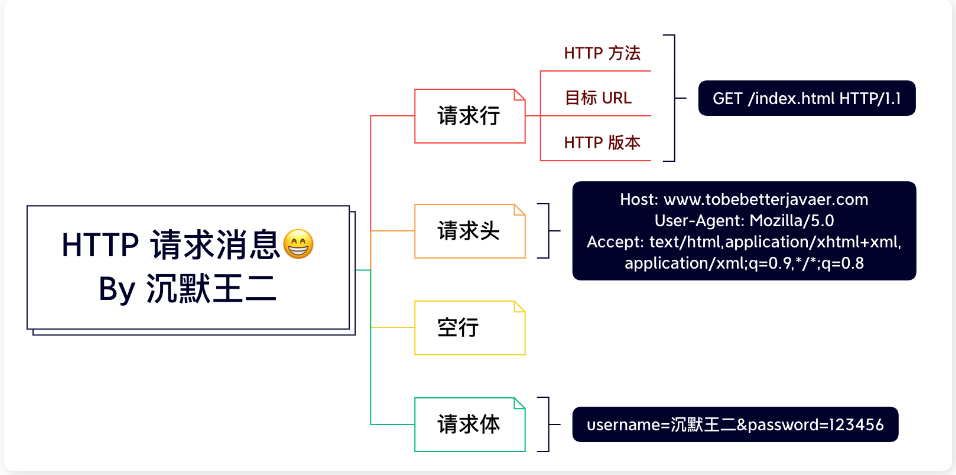 HTTP 请求消息😁
By 沉默王二
请求行
HTTP 方法
目标 URL
HTTP 版本
GET /index.html HTTP/1.1
请求头
Host: www.tobebetterjavaer.com
User-Agent: Mozilla/5.0
Accept: text/html,application/xhtml+xml,
application/xml;q=0.9,*/*;q=0.8
空行
请求体
username=沉默王二&password=123456